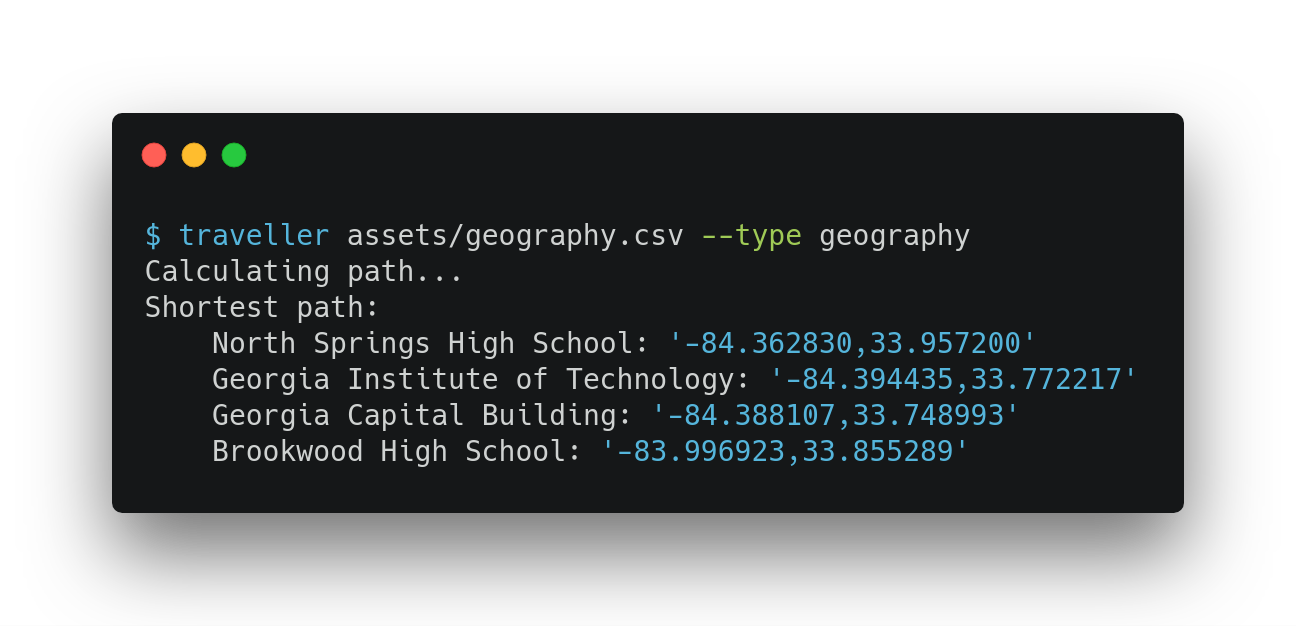 $ traveller assets/geography.csv --type geography
Calculating path...
Shortest path:
    North Springs High School: '-84.362830,33.957200'
    Georgia Institute of Technology: '-84.394435,33.772217'
    Georgia Capital Building: '-84.388107,33.748993'
    Brookwood High School: '-83.996923,33.855289'